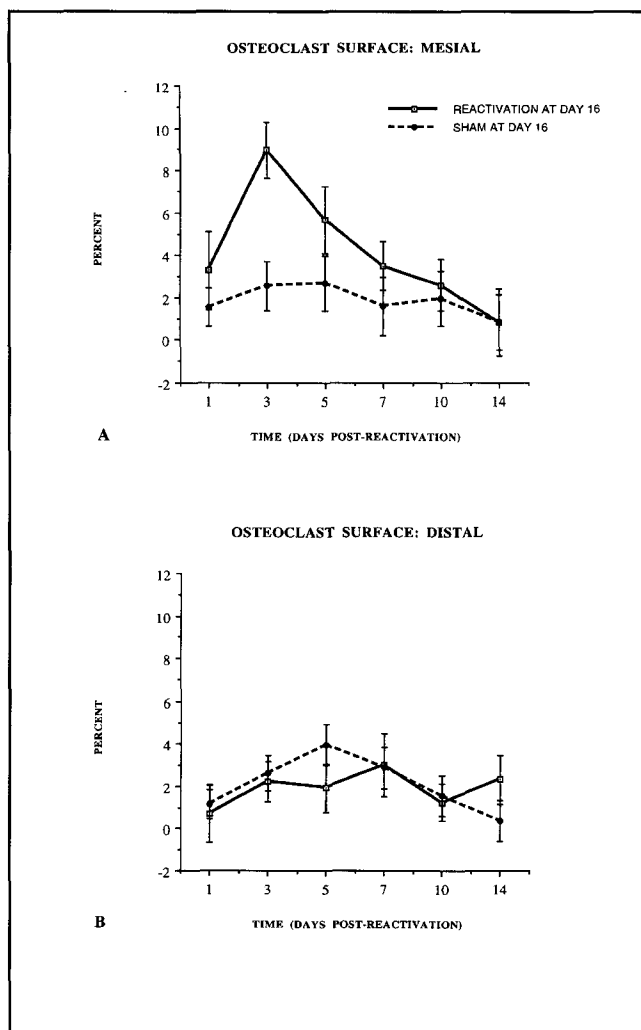 OSTEOCLAST SURFACE: MESIAL
12
10
8
6
4
2
0
-2
PERCENT
REACTIVATION AT DAY 16
SHAM AT DAY 16
1 3 5 7 10 14
A
TIME (DAYS POST-REACTIVATION)
OSTEOCLAST SURFACE: DISTAL
12
10
8
6
4
2
0
-2
PERCENT
1 3 5 7 10 14
B
TIME (DAYS POST-REACTIVATION)